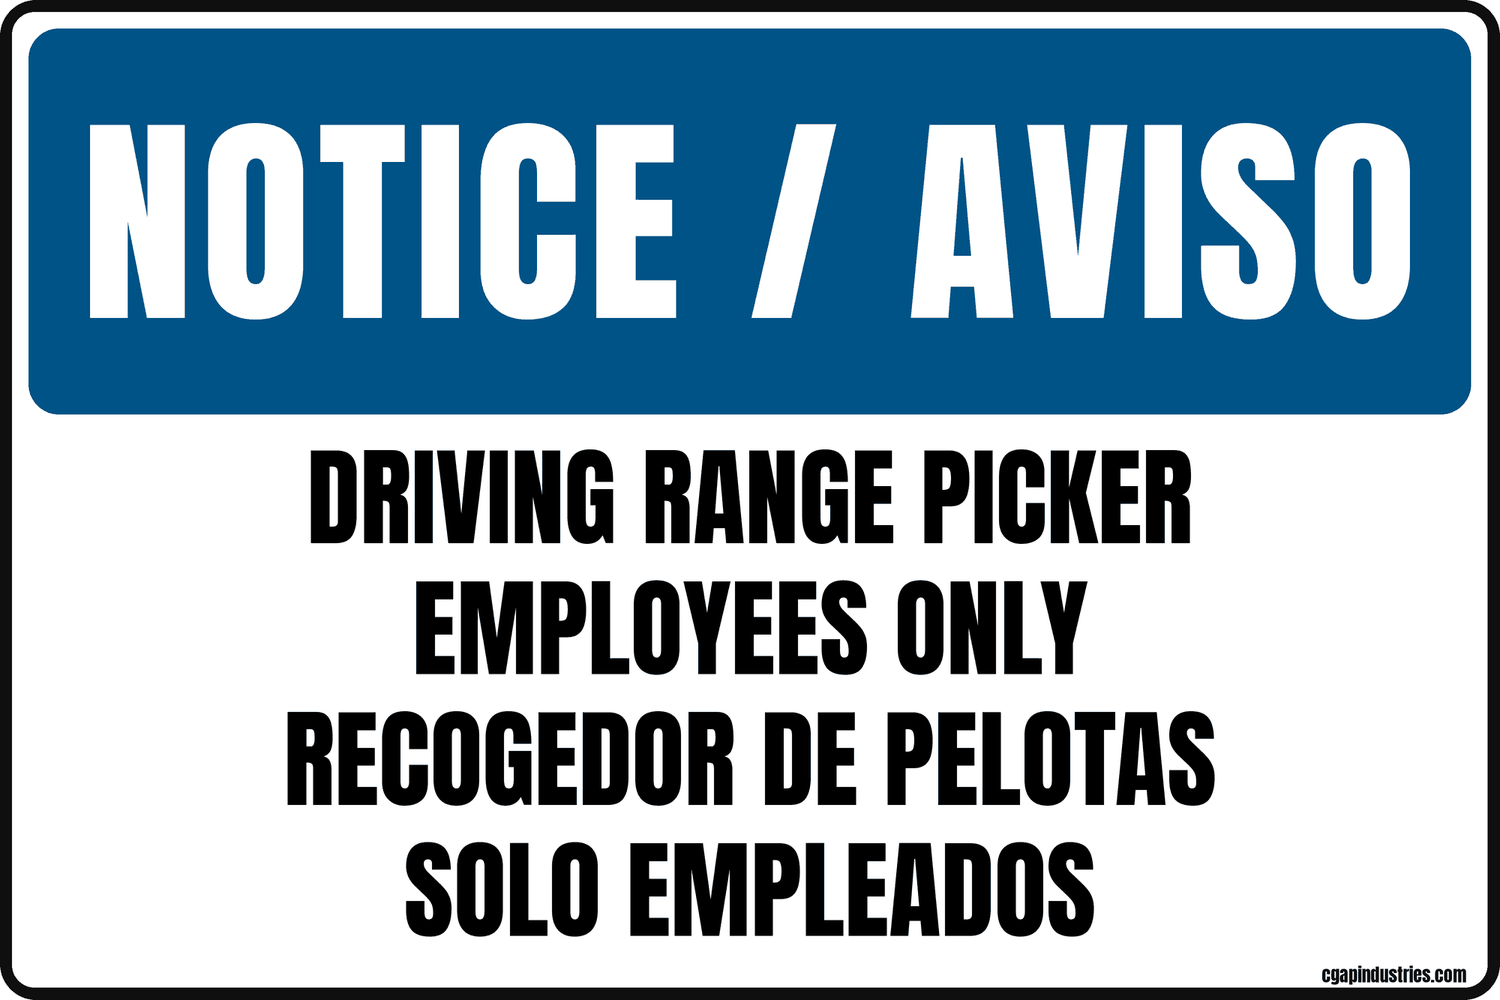 NOTICE / AVISO
DRIVING RANGE PICKER
EMPLOYEES ONLY
RECOGEDOR DE PELOTAS
SOLO EMPLEADOS
cgapindustries.com